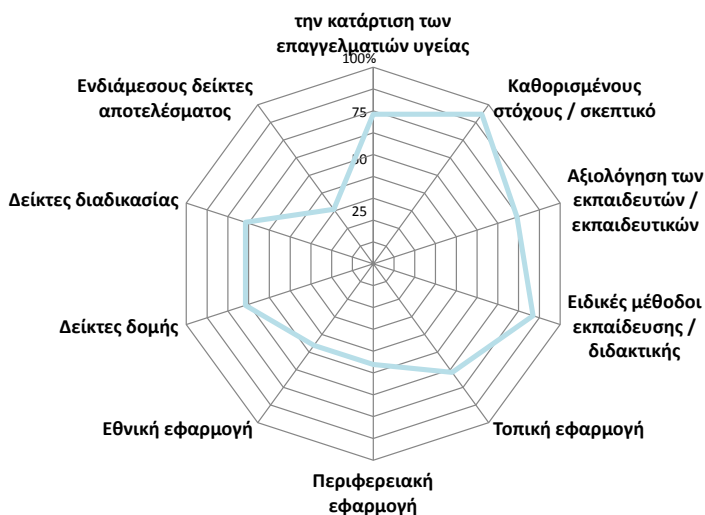 την κατάρτιση των
επαγγελματιών υγείας
100%
75
50
25
Καθορισμένους
στόχους / σκεπτικό
Αξιολόγηση των
εκπαιδευτών /
εκπαιδευτικών
Ειδικές μέθοδοι
εκπαίδευσης /
διδακτικής
Τοπική εφαρμογή
Περιφερειακή
εφαρμογή
Εθνική εφαρμογή
Δείκτες δομής
Δείκτες διαδικασίας
Ενδιάμεσους δείκτες
αποτελέσματος